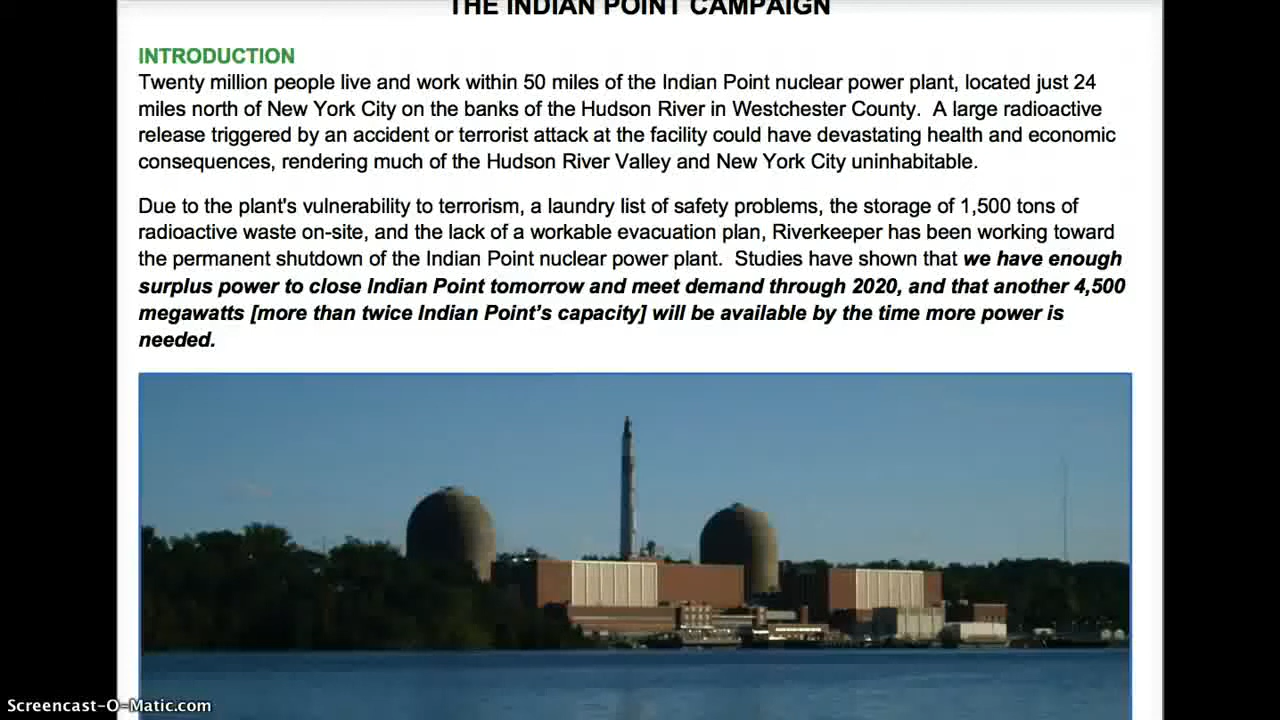 THE INDIAN POINT CAMPAIGN
INTRODUCTION
Twenty million people live and work within 50 miles of the Indian Point nuclear power plant, located just 24
miles north of New York City on the banks of the Hudson River in Westchester County.  A large radioactive
release triggered by an accident or terrorist attack at the facility could have devastating health and economic
consequences, rendering much of the Hudson River Valley and New York City uninhabitable.
Due to the plant's vulnerability to terrorism, a laundry list of safety problems, the storage of 1,500 tons of
radioactive waste on-site, and the lack of a workable evacuation plan, Riverkeeper has been working toward
the permanent shutdown of the Indian Point nuclear power plant.  Studies have shown that we have enough
surplus power to close Indian Point tomorrow and meet demand through 2020, and that another 4,500
megawatts [more than twice Indian Point's capacity] will be available by the time more power is
needed.
Screencast-O-Matic.com